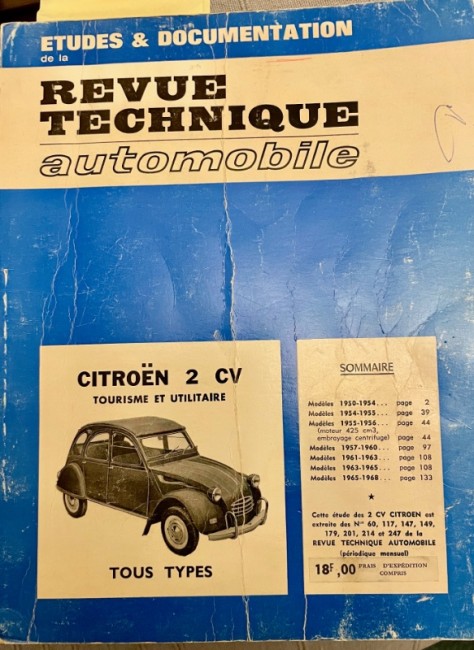 ETUDES & DOCUMENTATION
de la
REVUE
TECHNIQUE
automobile
CITROËN 2 CV
TOURISME ET UTILITAIRE
TOUS TYPES
SOMMAIRE
Modèles 1950-1954... page 2
Modèles 1954-1955... page 39
Modèles 1955-1956... page 44
(moteur 425 cm3,
embrayage centrifuge) page 44
Modèles 1957-1960... page 97
Modèles 1961-1963... page 108
Modèles 1963-1965... page 108
Modèles 1965-1968... page 133
★
Cette étude des 2 CV CITROEN est
extraite des Nos 60, 117, 147, 149,
179, 201, 214 et 247 de la
REVUE TECHNIQUE AUTOMOBILE
(périodique mensuel)
18F,00 FRAIS D'EXPÉDITION
COMPRIS